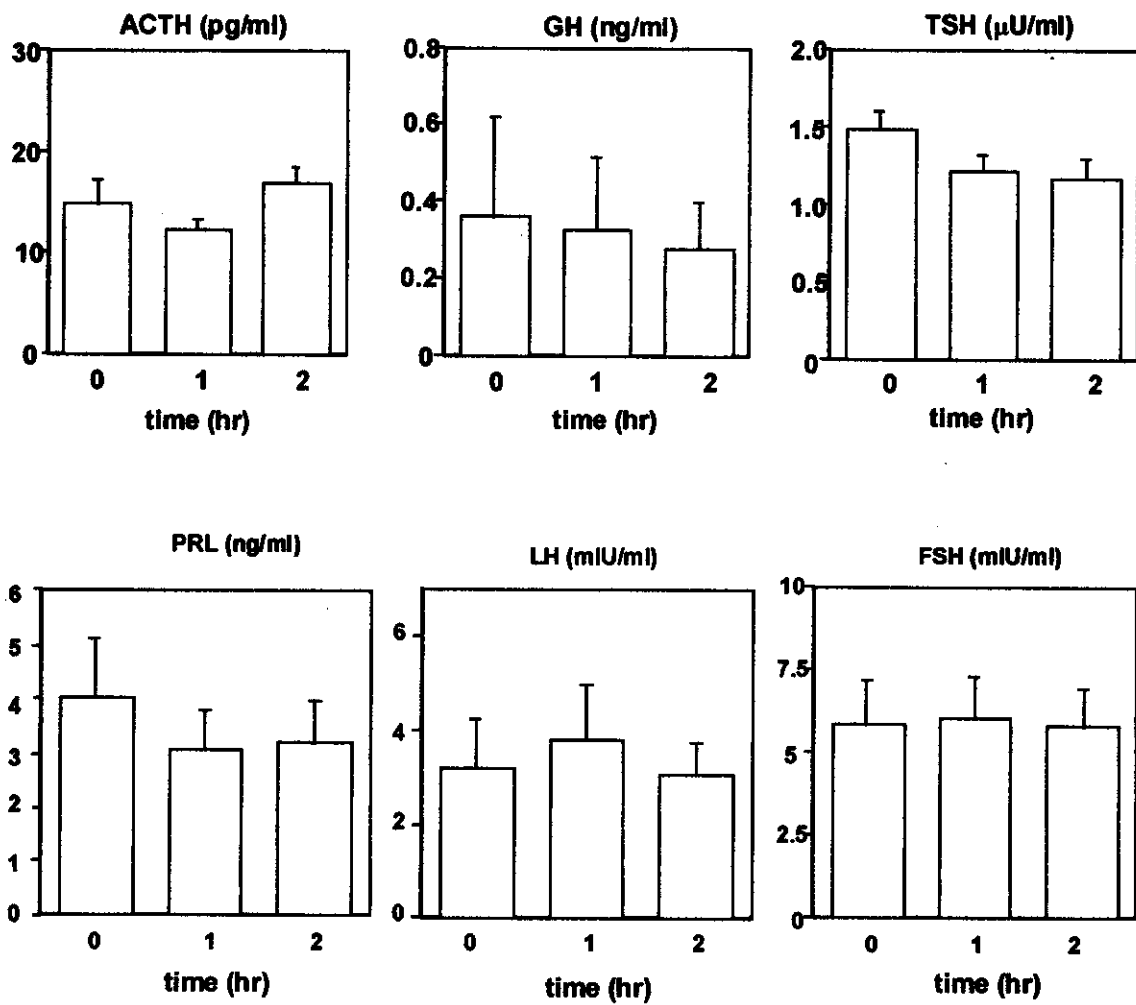 ACTH (pg/ml)
30
20
10
0
0 1 2
time (hr)
GH (ng/ml)
0.8
0.6
0.4
0.2
0
0 1 2
time (hr)
TSH (μU/ml)
2.0
1.5
1.0
0.5
0
0 1 2
time (hr)
PRL (ng/ml)
6
5
4
3
2
1
0
0 1 2
time (hr)
LH (mIU/ml)
6
4
2
0
0 1 2
time (hr)
FSH (mIU/ml)
10
7.5
5
2.5
0
0 1 2
time (hr)